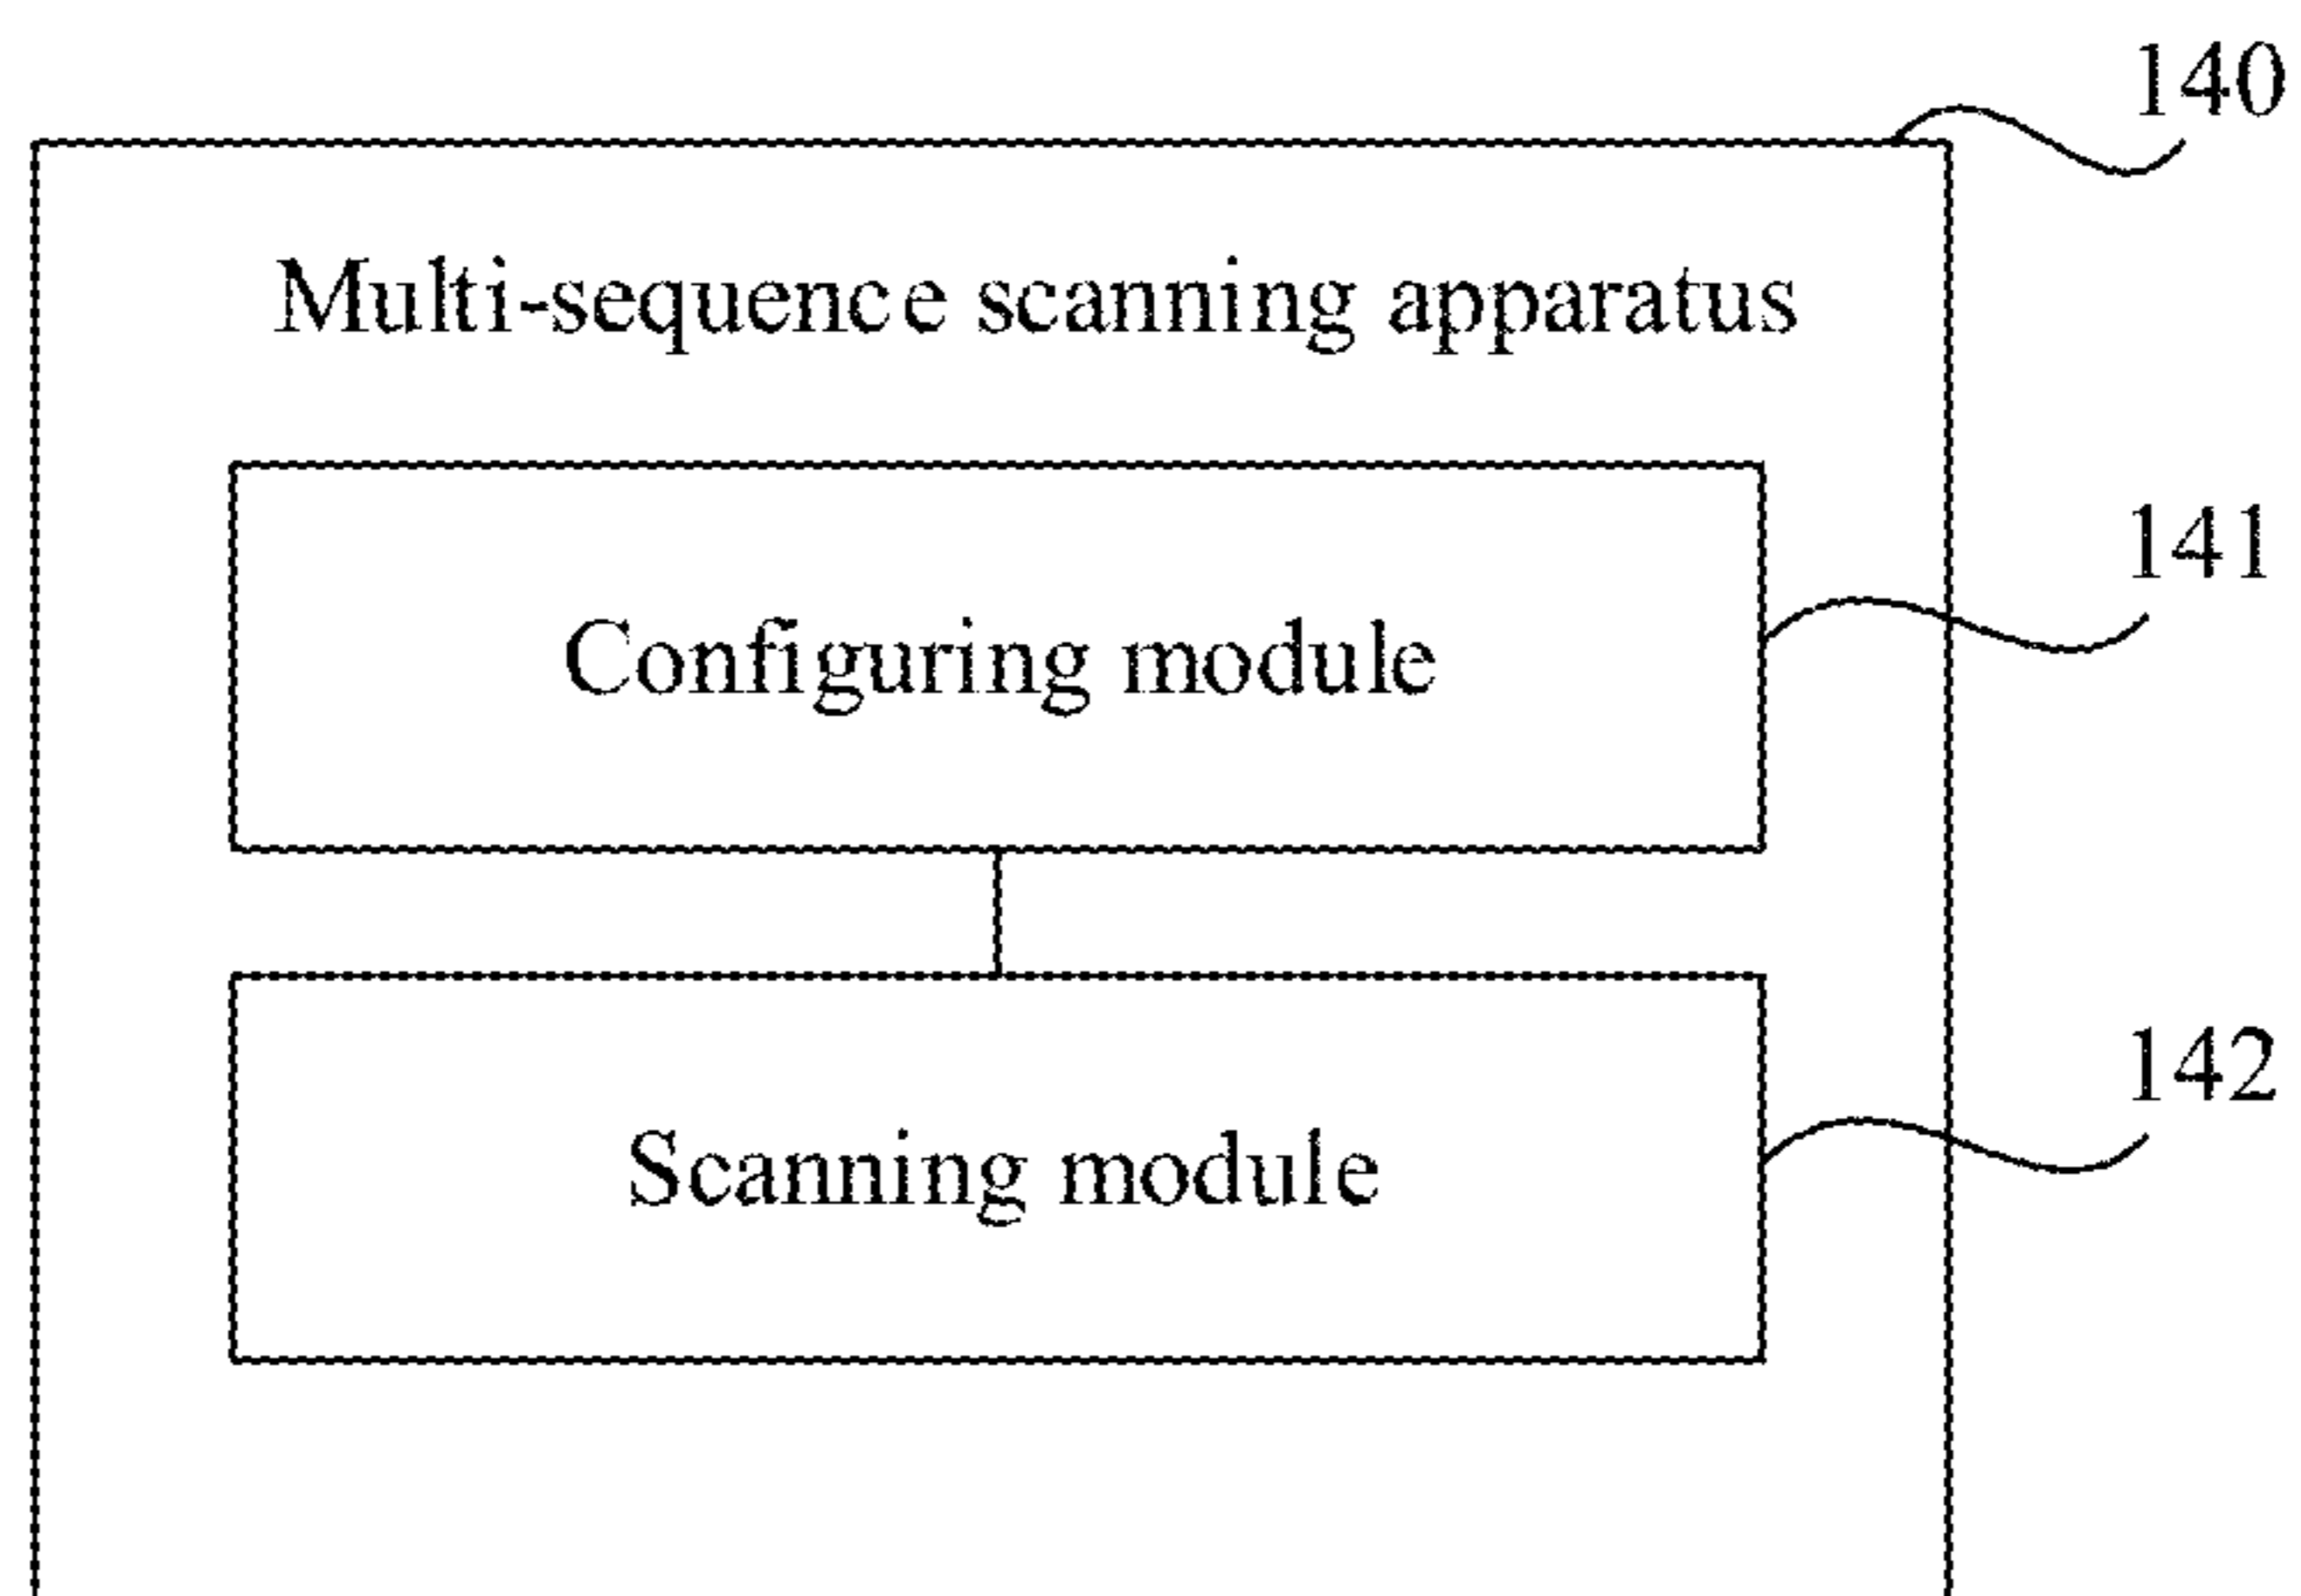 140
Multi-sequence scanning apparatus
141
Configuring module
142
Scanning module